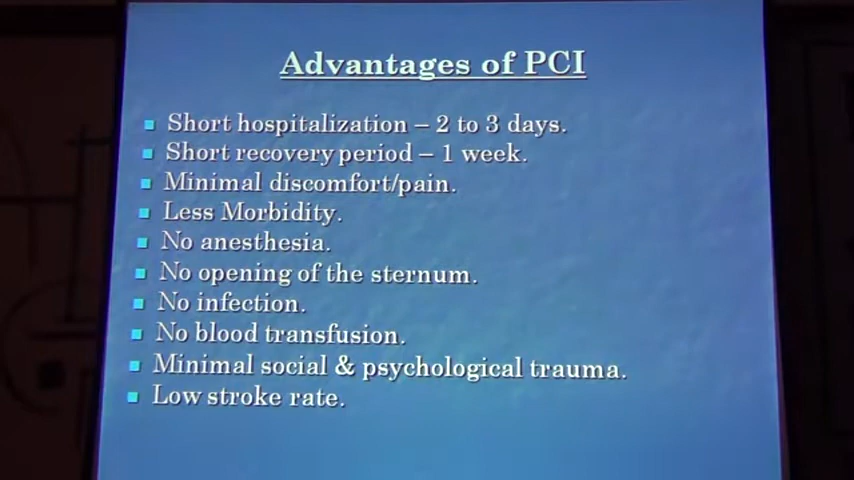 Advantages of PCI
Short hospitalization – 2 to 3 days.
Short recovery period – 1 week.
Minimal discomfort/pain.
Less Morbidity.
No anesthesia.
No opening of the sternum.
No infection.
No blood transfusion.
Minimal social & psychological trauma.
Low stroke rate.